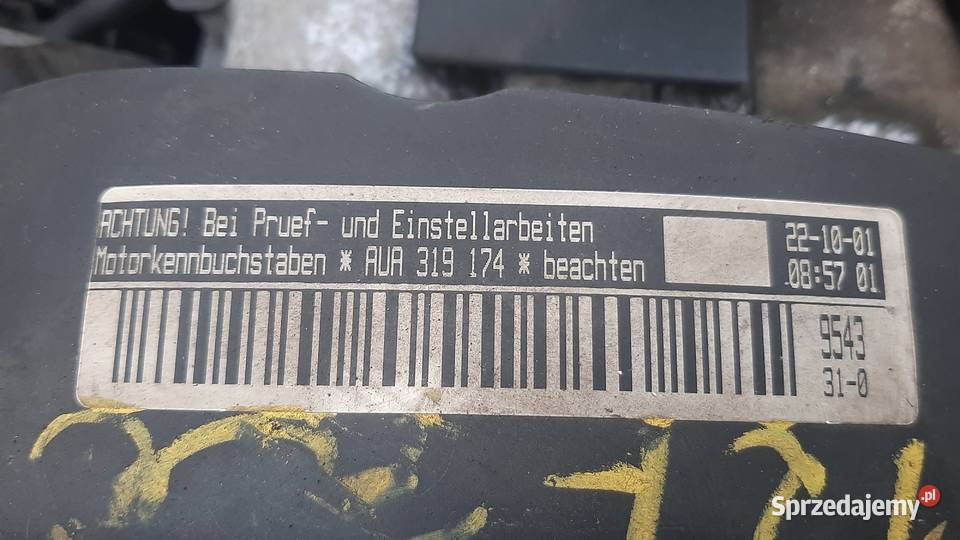 ACHTUNG! Bei Pruef- und Einstellarbeiten
Motorkennbuchstaben * AUA 319 174 * beachten
22-10-01
08:57 01
9543
31-0
Sprzedajemy.pl